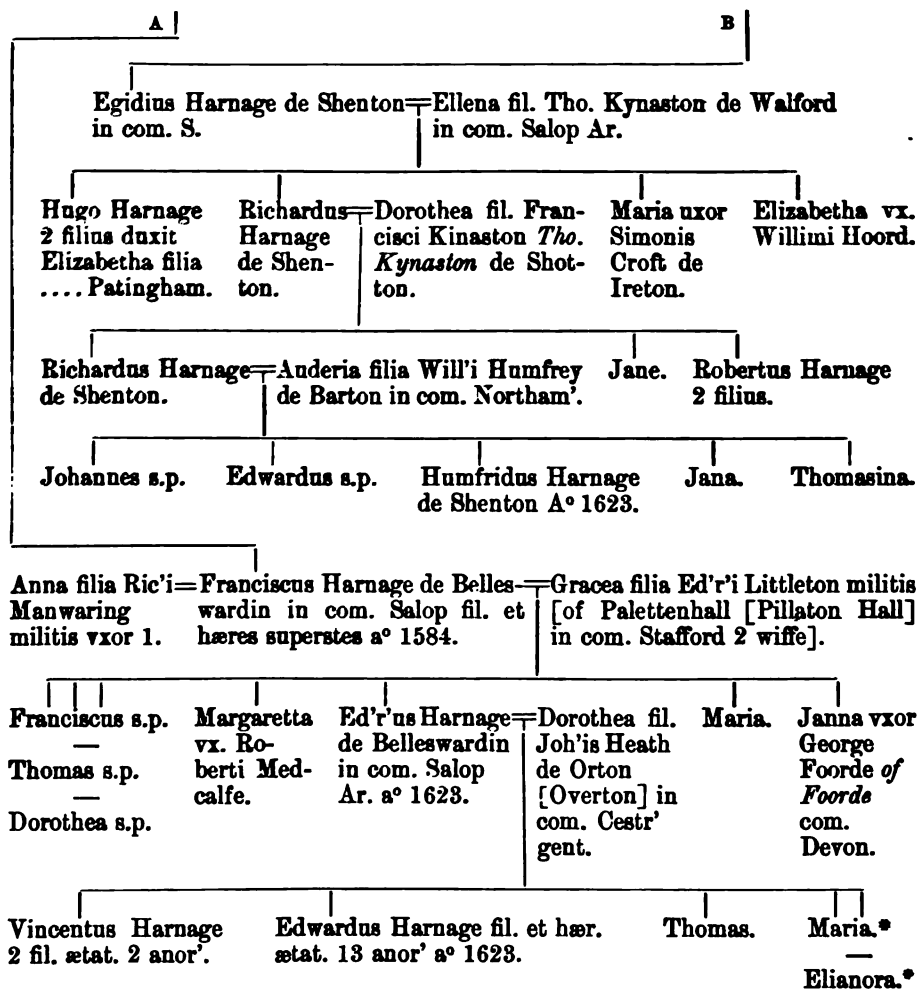 A B
Egidius Harnage de Shenton=Ellena fil. Tho. Kynaston de Walford
in com. S. in com. Salop Ar.
Hugo Harnage
2 filius duxit
Elizabetha filia
.... Patingham.
Richardus=Dorothea fil. Fran-
Harnage cisci Kinaston Tho.
de Shen- Kynaston de Shot-
ton. ton.
Maria uxor
Simonis
Croft de
Ireton.
Elizabetha vx.
Willimi Hoord.
Richardus Harnage=Auderia filia Will'i Humfrey
de Shenton. de Barton in com. Northam'.
Jane.
Robertus Harnage
2 filius.
Johannes s.p.
Edwardus s.p.
Humfridus Harnage
de Shenton Aº 1623.
Jana.
Thomasina.
Anna filia Ric'i=Franciscus Harnage de Belles-=Gracea filia Ed'r'i Littleton militis
Manwaring wardin in com. Salop fil. et [of Palettenhall [Pillaton Hall]
militis vxor 1. hæres superstes aº 1584. in com. Stafford 2 wiffe].
Franciscus s.p.
—
Thomas s.p.
—
Dorothea s.p.
Margaretta
vx. Ro-
berti Med-
calfe.
Ed'r'us Harnage=Dorothea fil.
de Belleswardin Joh'is Heath
in com. Salop de Orton
Ar. aº 1623. [Overton] in
com. Cestr'
gent.
Maria.
Janna vxor
George
Foorde of
Foorde
com.
Devon.
Vincentus Harnage
2 fil. ætat. 2 anor'.
Edwardus Harnage fil. et hær.
ætat. 13 anor' aº 1623.
Thomas.
Maria.*
—
Elianora.*